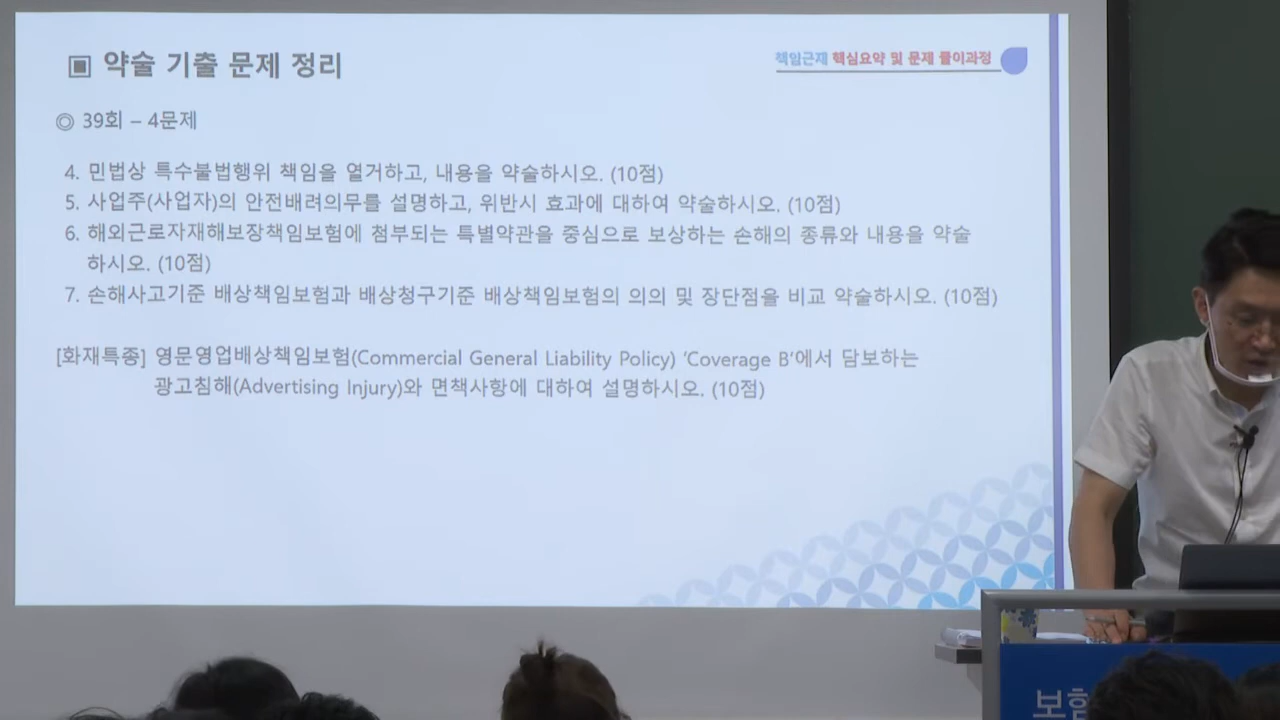 ▣ 약술 기출 문제 정리
책임근재 핵심요약 및 문제 풀이과정
◎ 39회 – 4문제
4. 민법상 특수불법행위 책임을 열거하고, 내용을 약술하시오. (10점)
5. 사업주(사업자)의 안전배려의무를 설명하고, 위반시 효과에 대하여 약술하시오. (10점)
6. 해외근로자재해보장책임보험에 첨부되는 특별약관을 중심으로 보상하는 손해의 종류와 내용을 약술
하시오. (10점)
7. 손해사고기준 배상책임보험과 배상청구기준 배상책임보험의 의의 및 장단점을 비교 약술하시오. (10점)
[화재특종] 영문영업배상책임보험(Commercial General Liability Policy) ‘Coverage B’에서 담보하는
광고침해(Advertising Injury)와 면책사항에 대하여 설명하시오. (10점)
보험